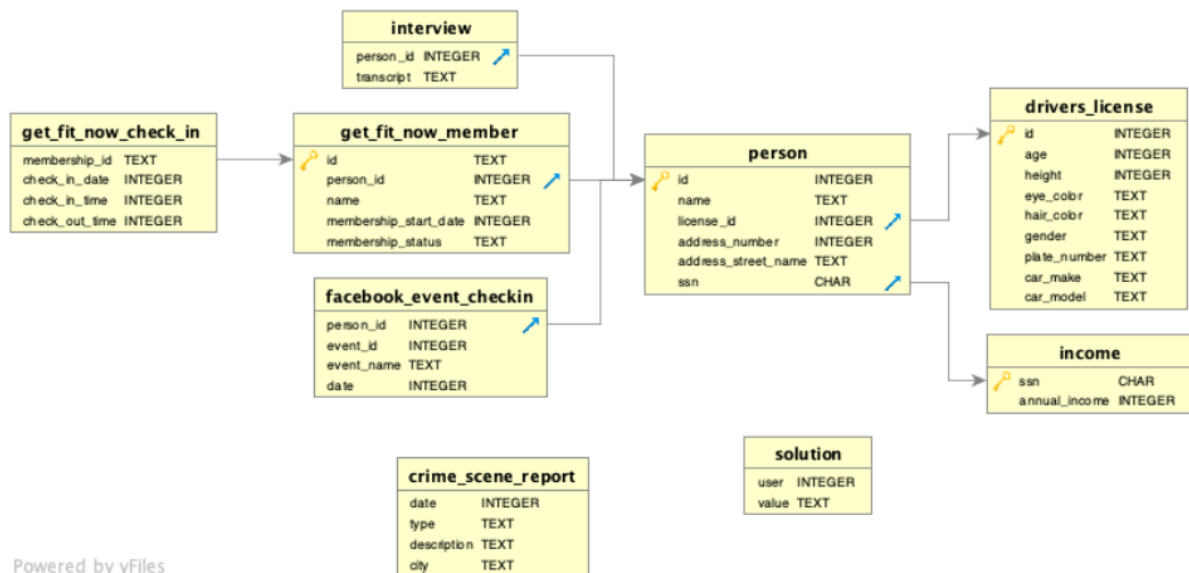 interview
person_id INTEGER
transcript TEXT
get_fit_now_check_in
membership_id TEXT
check_in_date INTEGER
check_in_time INTEGER
check_out_time INTEGER
get_fit_now_member
id TEXT
person_id INTEGER
name TEXT
membership_start_date INTEGER
membership_status TEXT
facebook_event_checkin
person_id INTEGER
event_id INTEGER
event_name TEXT
date INTEGER
person
id INTEGER
name TEXT
license_id INTEGER
address_number INTEGER
address_street_name TEXT
ssn CHAR
drivers_license
id INTEGER
age INTEGER
height INTEGER
eye_color TEXT
hair_color TEXT
gender TEXT
plate_number TEXT
car_make TEXT
car_model TEXT
income
ssn CHAR
annual_income INTEGER
crime_scene_report
date INTEGER
type TEXT
description TEXT
city TEXT
solution
user INTEGER
value TEXT
Powered by yFiles